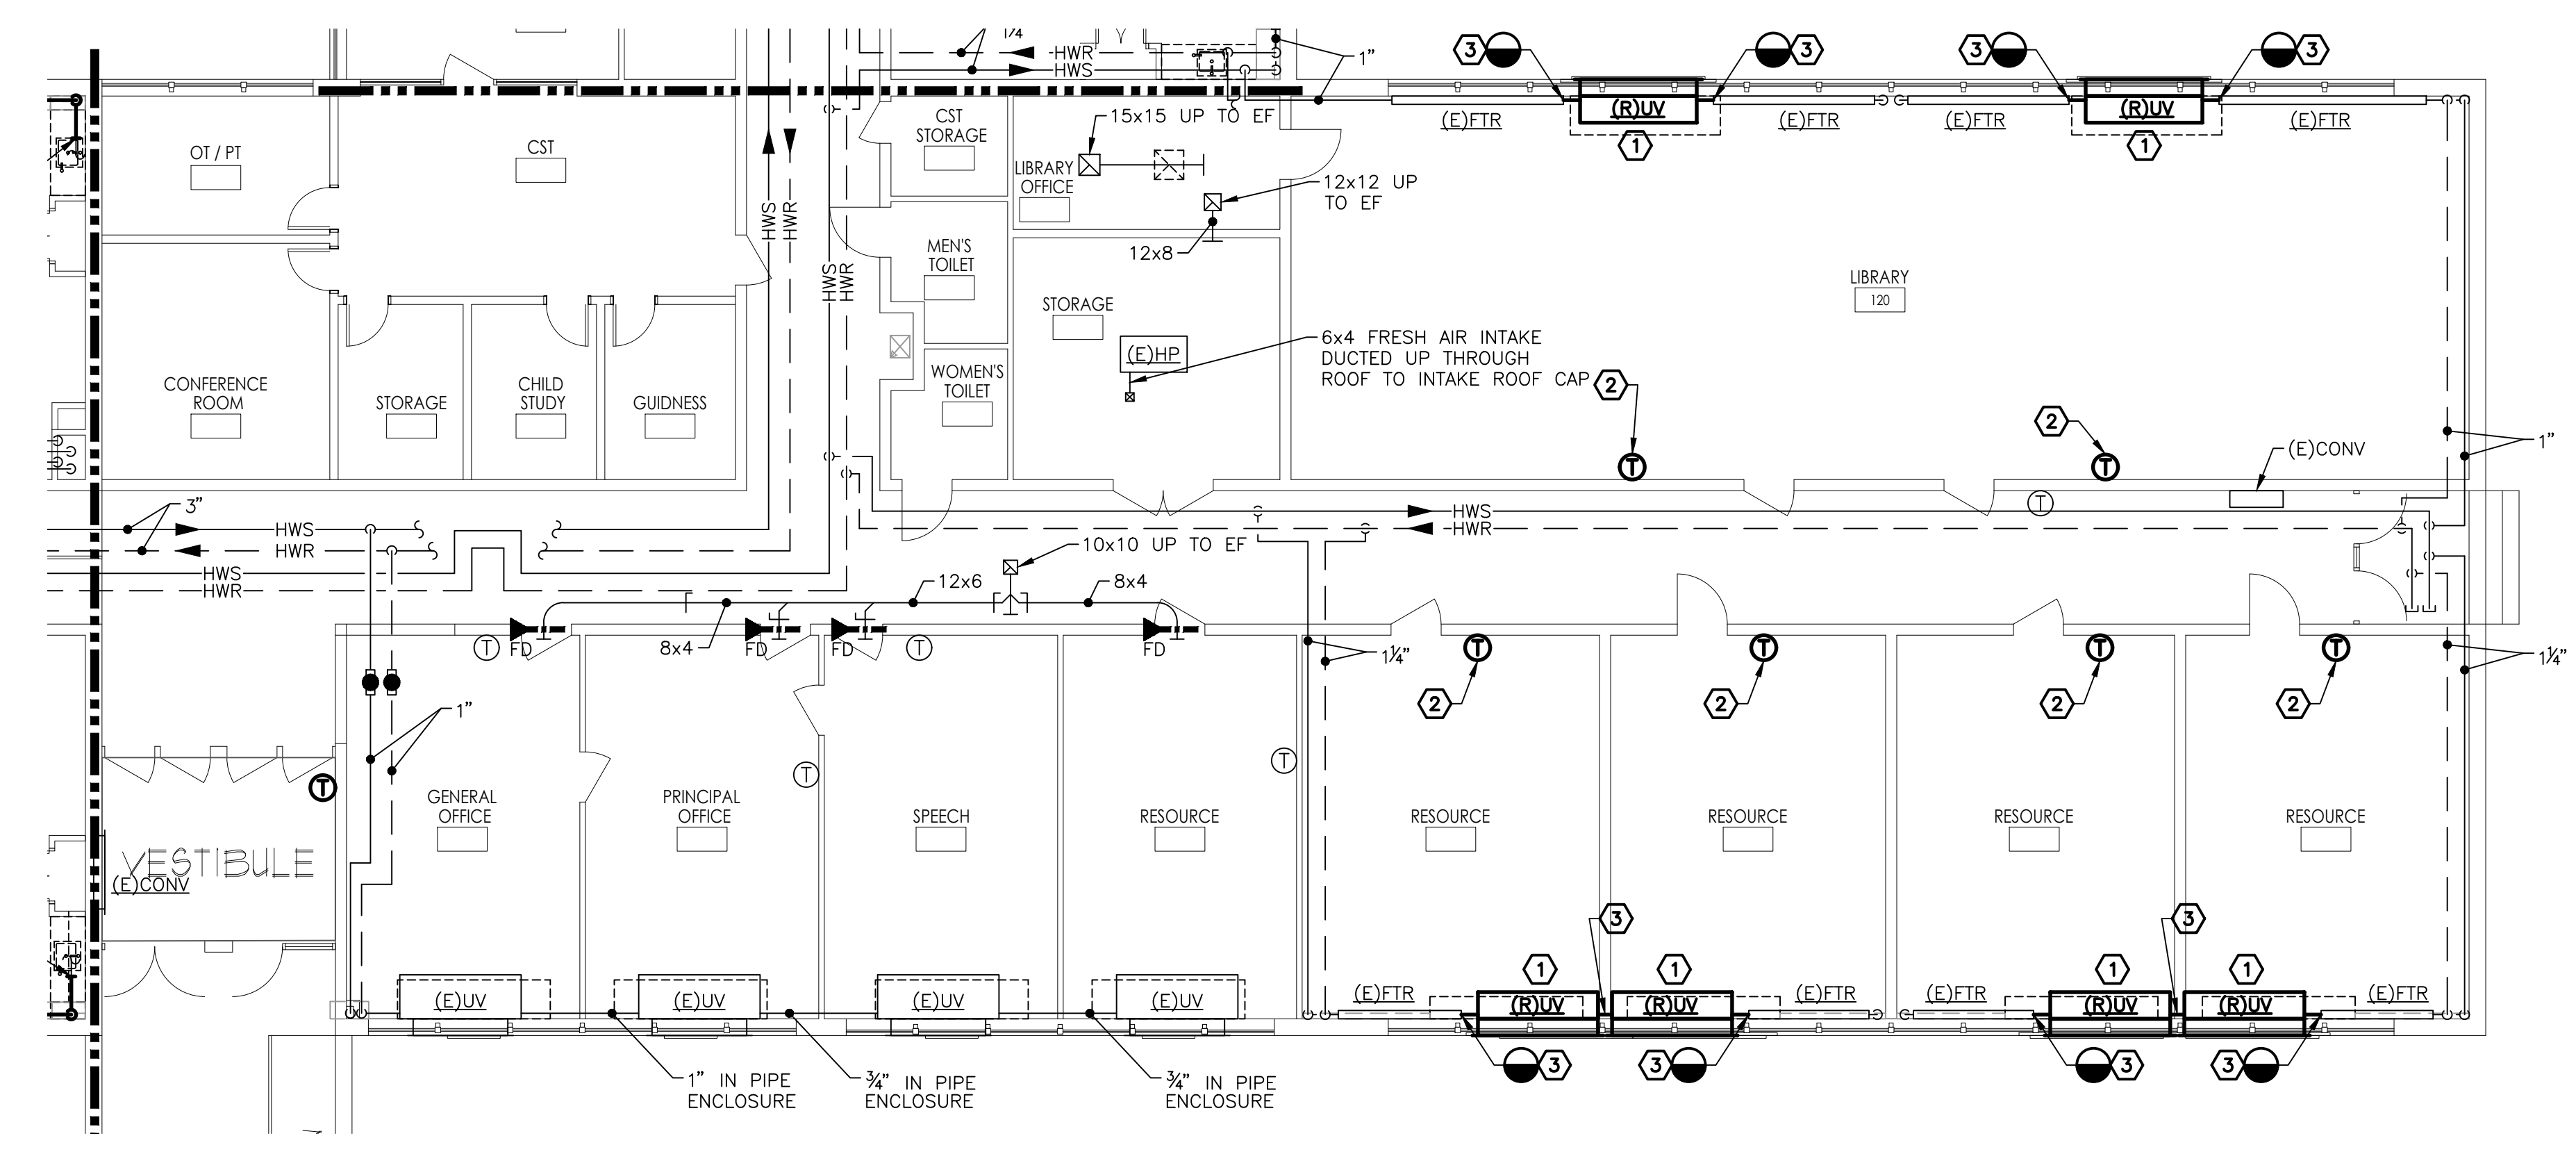 1¼
HWR
HWS
1”
3
3
3
3
(R)UV
(R)UV
(E)FTR
(E)FTR
(E)FTR
(E)FTR
1
1
15x15 UP TO EF
CST
STORAGE
OT / PT
CST
LIBRARY
OFFICE
12x12 UP
TO EF
HWS
HWR
HWS
HWR
MEN'S
TOILET
12x8
LIBRARY
120
STORAGE
(E)HP
6x4 FRESH AIR INTAKE
DUCTED UP THROUGH
ROOF TO INTAKE ROOF CAP
2
2
CONFERENCE
ROOM
STORAGE
CHILD
STUDY
GUIDNESS
WOMEN'S
TOILET
T
T
(E)CONV
1”
3”
T
HWS
HWR
HWS
HWR
HWS
HWR
10x10 UP TO EF
12x6
8x4
8x4
T
FD
FD
FD
T
FD
1¼”
T
T
T
T
1¼”
2
2
2
2
1”
T
T
T
GENERAL
OFFICE
PRINCIPAL
OFFICE
SPEECH
RESOURCE
RESOURCE
RESOURCE
RESOURCE
RESOURCE
VESTIBULE
(E)CONV
3
3
1
1
1
1
(E)UV
(E)UV
(E)UV
(E)UV
(E)FTR
(R)UV
(R)UV
(E)FTR
(E)FTR
(R)UV
(R)UV
(E)FTR
3
3
3
3
1” IN PIPE
ENCLOSURE
¾” IN PIPE
ENCLOSURE
¾” IN PIPE
ENCLOSURE